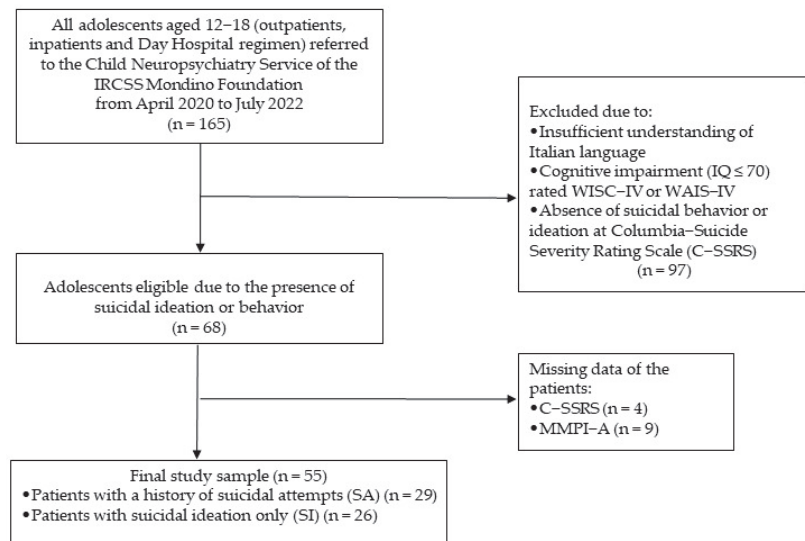 All adolescents aged 12−18 (outpatients,
inpatients and Day Hospital regimen) referred
to the Child Neuropsychiatry Service of the
IRCSS Mondino Foundation
from April 2020 to July 2022
(n = 165)
Excluded due to:
•Insufficient understanding of
Italian language
•Cognitive impairment (IQ ≤ 70)
rated WISC−IV or WAIS−IV
•Absence of suicidal behavior or
ideation at Columbia−Suicide
Severity Rating Scale (C−SSRS)
(n = 97)
Adolescents eligible due to the presence of
suicidal ideation or behavior
(n = 68)
Missing data of the
patients:
•C−SSRS (n = 4)
•MMPI−A (n = 9)
Final study sample (n = 55)
•Patients with a history of suicidal attempts (SA) (n = 29)
•Patients with suicidal ideation only (SI) (n = 26)